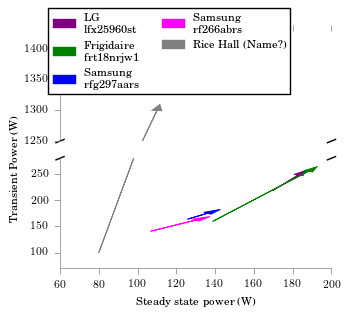 LG
lfx25960st
Frigidaire
frt18nrjw1
Samsung
rfg297aars
Samsung
rf266abrs
Rice Hall (Name?)
Transient Power (W)
1400
1350
1300
1250
250
200
150
100
60
80
100
120
140
160
180
200
Steady state power (W)